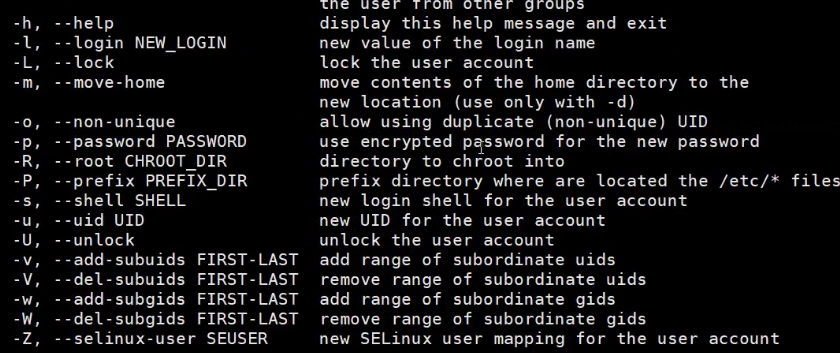 the user from other groups
-h, --help display this help message and exit
-l, --login NEW_LOGIN new value of the login name
-L, --lock lock the user account
-m, --move-home move contents of the home directory to the
new location (use only with -d)
-o, --non-unique allow using duplicate (non-unique) UID
-p, --password PASSWORD use encrypted password for the new password
-R, --root CHROOT_DIR directory to chroot into
-P, --prefix PREFIX_DIR prefix directory where are located the /etc/* files
-s, --shell SHELL new login shell for the user account
-u, --uid UID new UID for the user account
-U, --unlock unlock the user account
-v, --add-subuids FIRST-LAST add range of subordinate uids
-V, --del-subuids FIRST-LAST remove range of subordinate uids
-w, --add-subgids FIRST-LAST add range of subordinate gids
-W, --del-subgids FIRST-LAST remove range of subordinate gids
-Z, --selinux-user SEUSER new SELinux user mapping for the user account